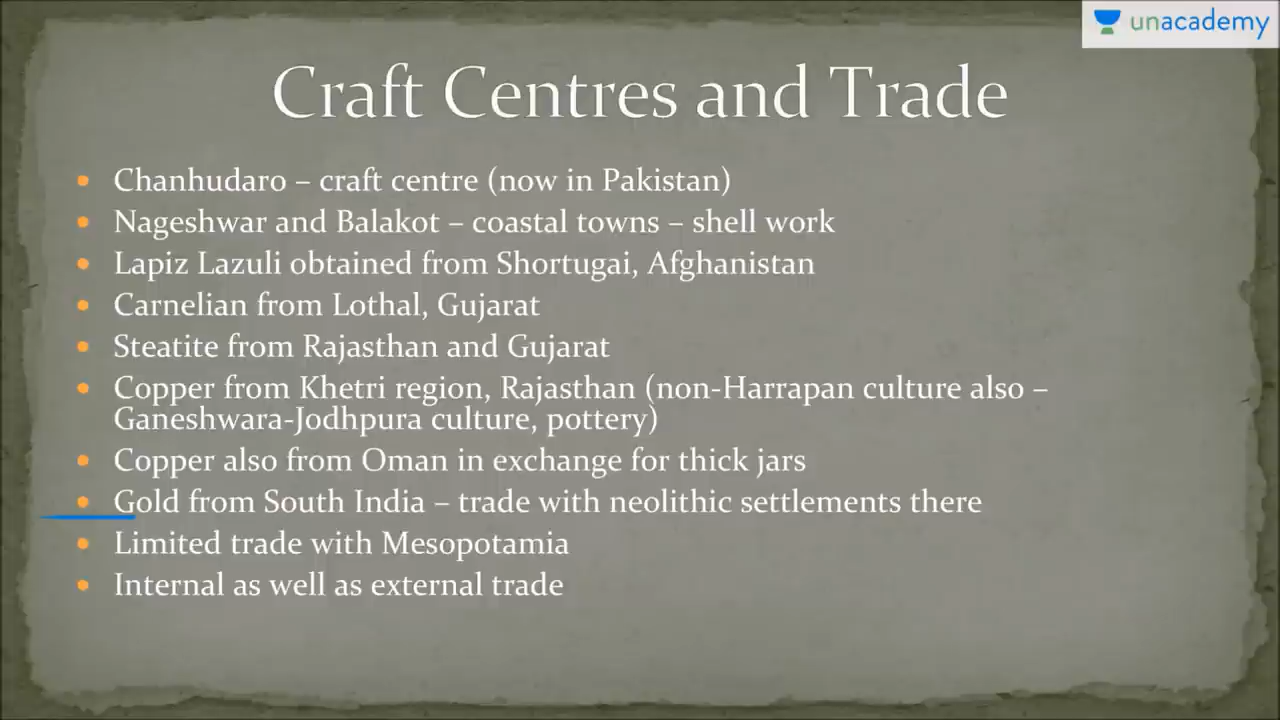 unacademy
Craft Centres and Trade
• Chanhudaro – craft centre (now in Pakistan)
• Nageshwar and Balakot – coastal towns – shell work
• Lapiz Lazuli obtained from Shortugai, Afghanistan
• Carnelian from Lothal, Gujarat
• Steatite from Rajasthan and Gujarat
• Copper from Khetri region, Rajasthan (non-Harrapan culture also –
Ganeshwara-Jodhpura culture, pottery)
• Copper also from Oman in exchange for thick jars
• Gold from South India – trade with neolithic settlements there
• Limited trade with Mesopotamia
• Internal as well as external trade